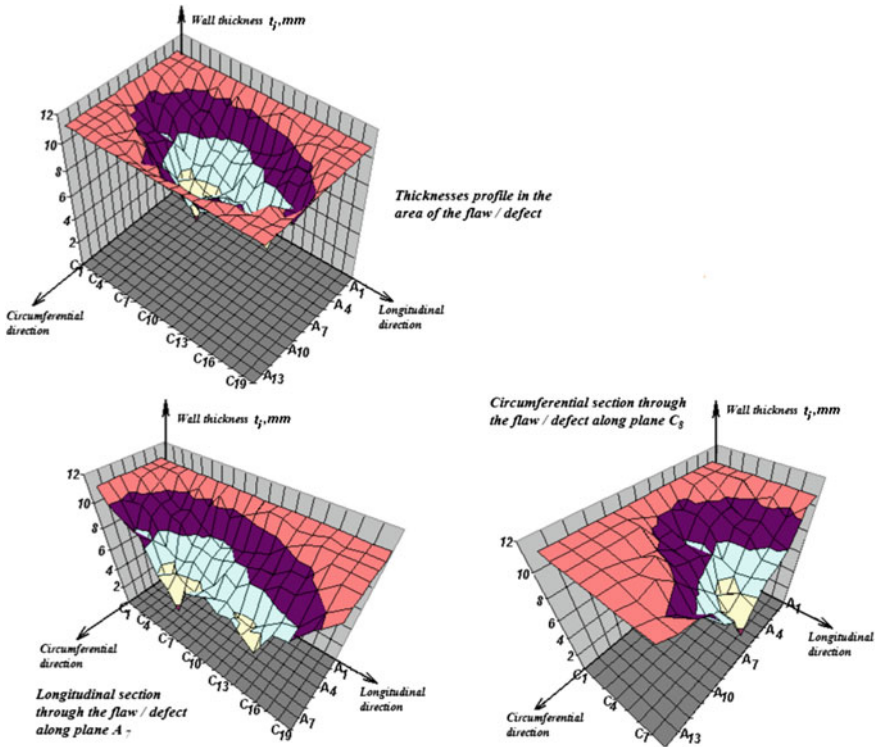 Wall thickness tj,mm
12
10
8
6
4
2
C1
C4
C7
C10
C13
C16
C19
A13
A10
A7
A4
A1
Circumferential
direction
Longitudinal
direction
Thicknesses profile in the
area of the flaw / defect
Wall thickness tj,mm
12
10
8
6
4
2
C1
C4
C7
C10
C13
C16
C19
A7
A4
A1
Circumferential
direction
Longitudinal
direction
Longitudinal section
through the flaw / defect
along plane A7
Circumferential section through
the flaw / defect along plane C8
Wall thickness tj,mm
12
10
8
6
4
2
C1
C4
C7
A13
A10
A7
A4
A1
Longitudinal
direction
Circumferential
direction